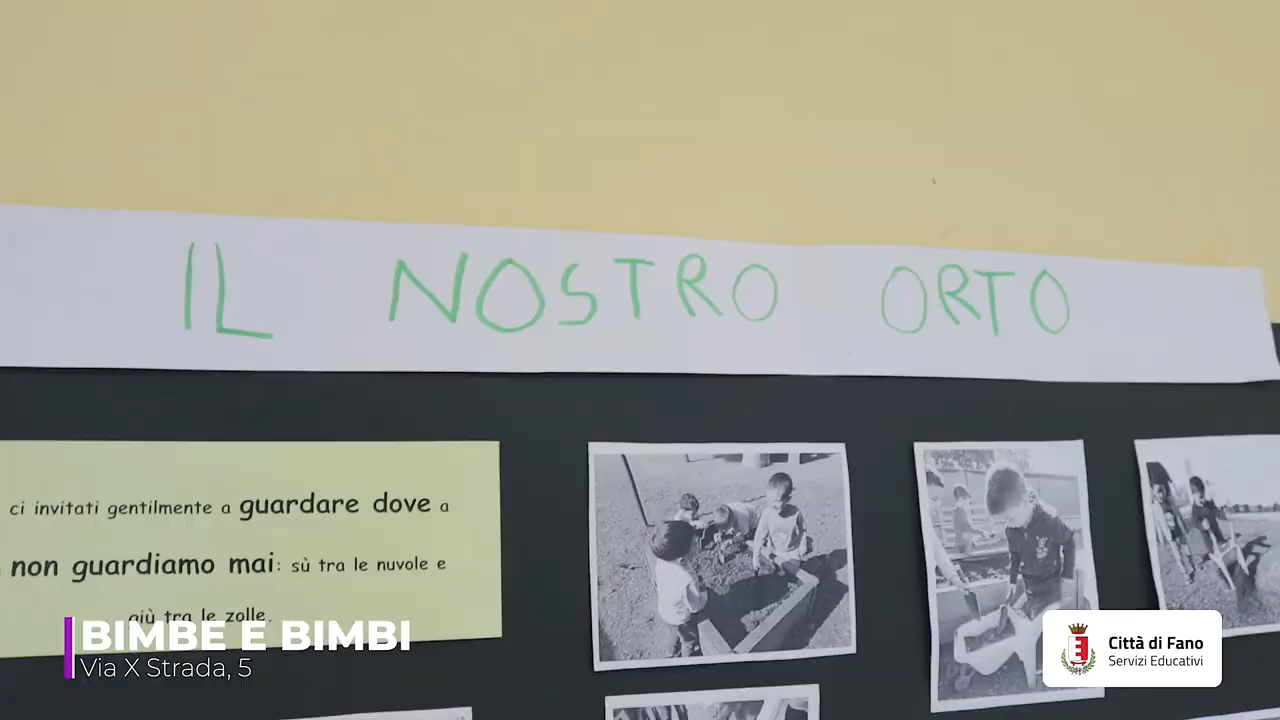 IL NOSTRO ORTO
ci invitati gentilmente a guardare dove a
non guardiamo mai: sù tra le nuvole e
giù tra le zolle.
BIMBE E BIMBI
Via X Strada, 5
Città di Fano
Servizi Educativi